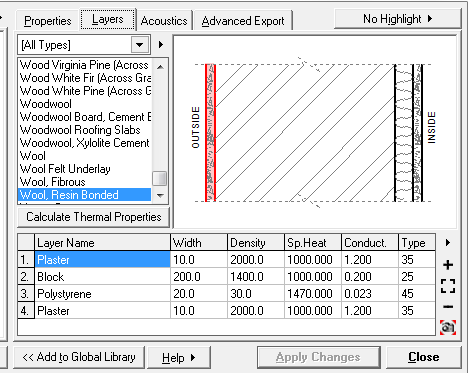 Properties Layers Acoustics Advanced Export No Highlight
[All Types]
Wood Virginia Pine (Across
Wood White Fir (Across Gra
Wood White Pine (Across G
Woodwool
Woodwool Board, Cement B
Woodwool Roofing Slabs
Woodwool, Xylolite Cement
Wool
Wool Felt Underlay
Wool, Fibrous
Wool, Resin Bonded
Calculate Thermal Properties
OUTSIDE
INSIDE
Layer Name Width Density Sp.Heat Conduct. Type
1. Plaster 10.0 2000.0 1000.000 1.200 35
2. Block 200.0 1400.0 1000.000 0.200 25
3. Polystyrene 20.0 30.0 1470.000 0.023 45
4. Plaster 10.0 2000.0 1000.000 1.200 35
<< Add to Global Library Help Apply Changes Close